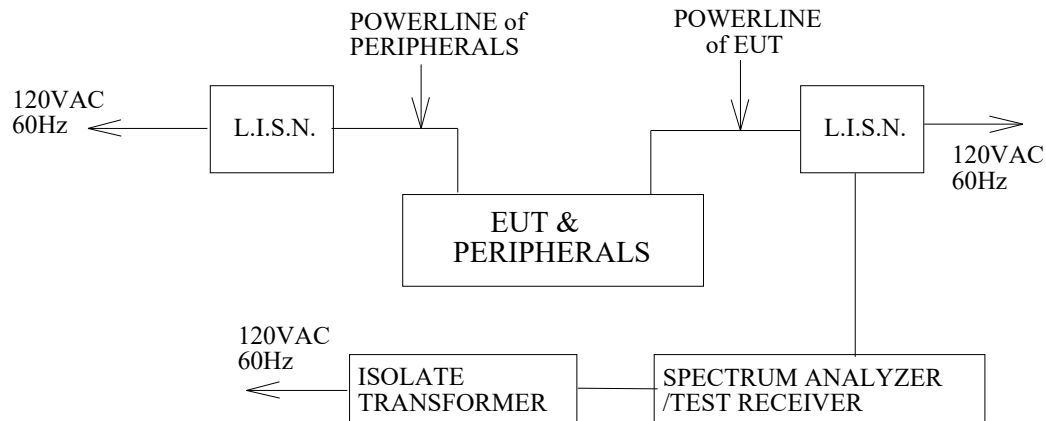 POWERLINE of
PERIPHERALS
POWERLINE
of EUT
120VAC
60Hz
L.I.S.N.
L.I.S.N.
120VAC
60Hz
EUT &
PERIPHERALS
120VAC
60Hz
ISOLATE
TRANSFORMER
SPECTRUM ANALYZER
/TEST RECEIVER